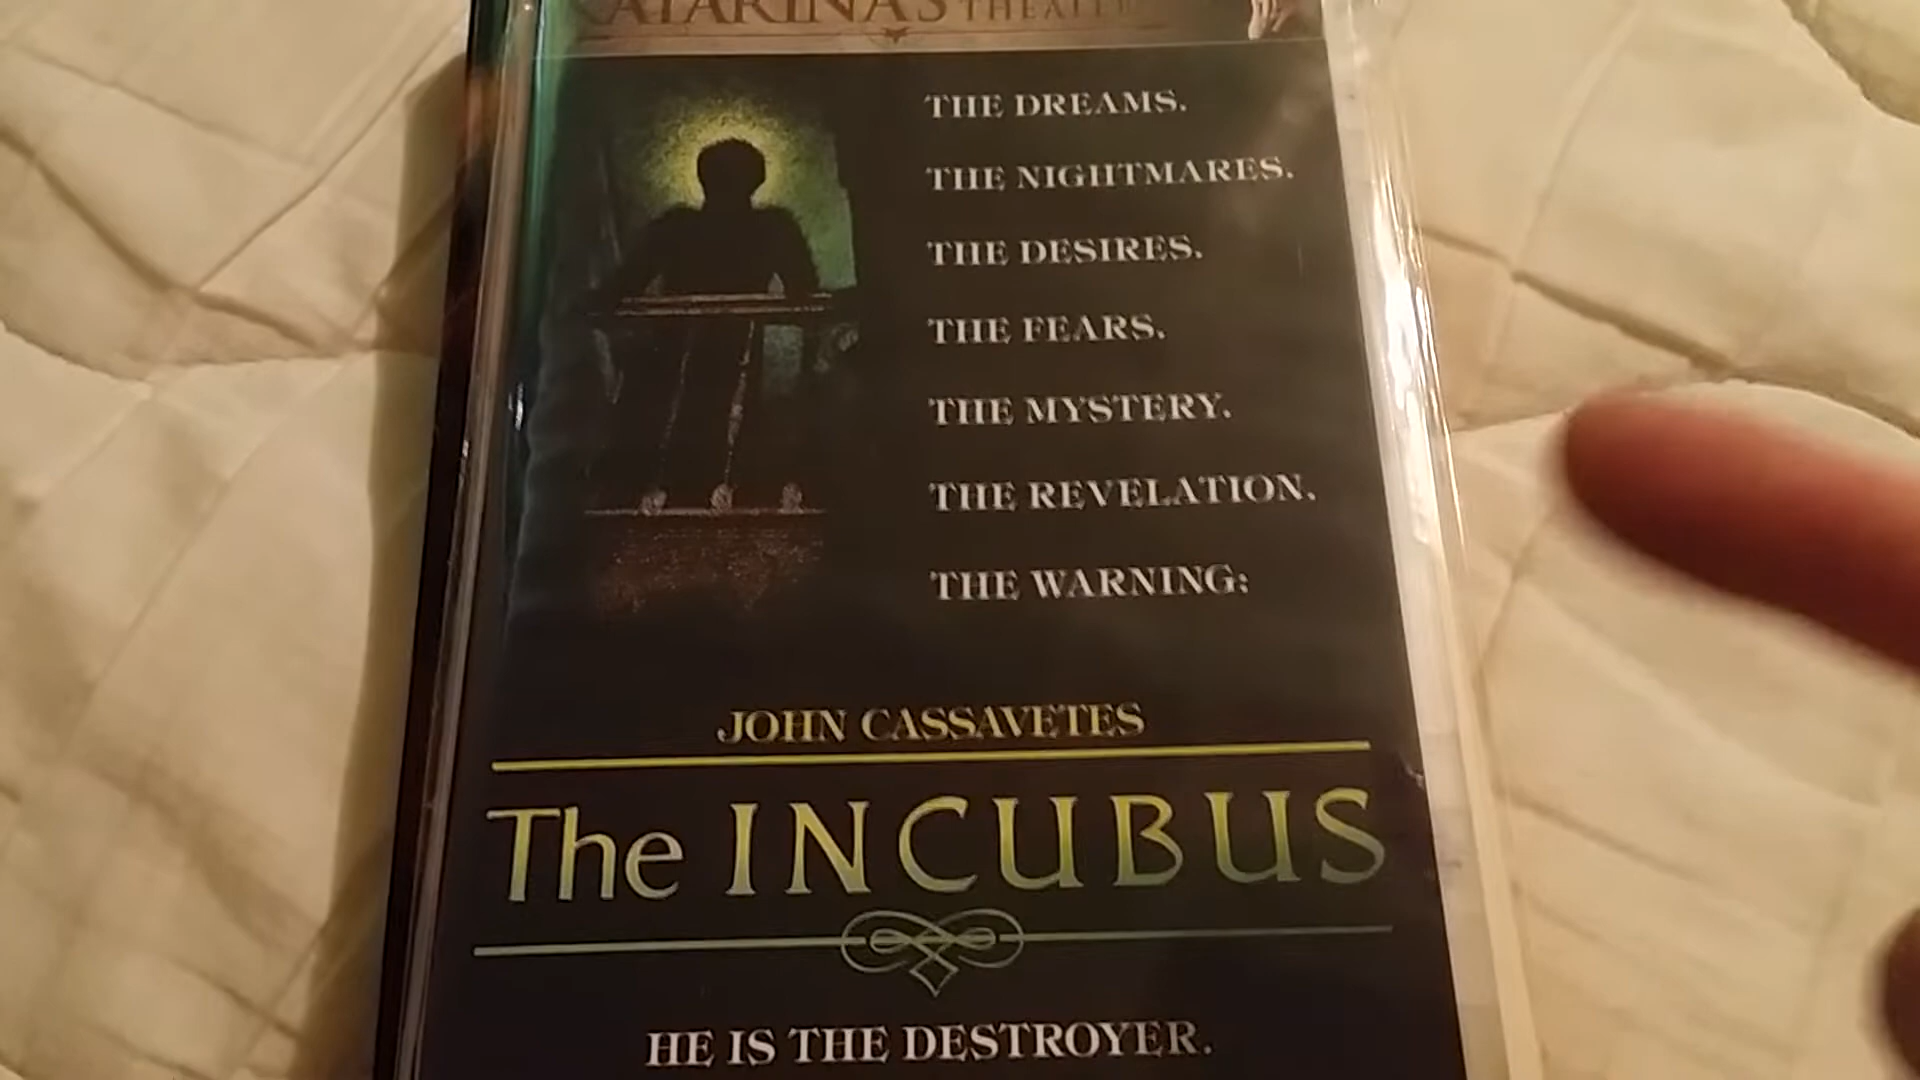 THE DREAMS.
THE NIGHTMARES.
THE DESIRES.
THE FEARS.
THE MYSTERY.
THE REVELATION.
THE WARNING:
JOHN CASSAVETES
The INCUBUS
HE IS THE DESTROYER.